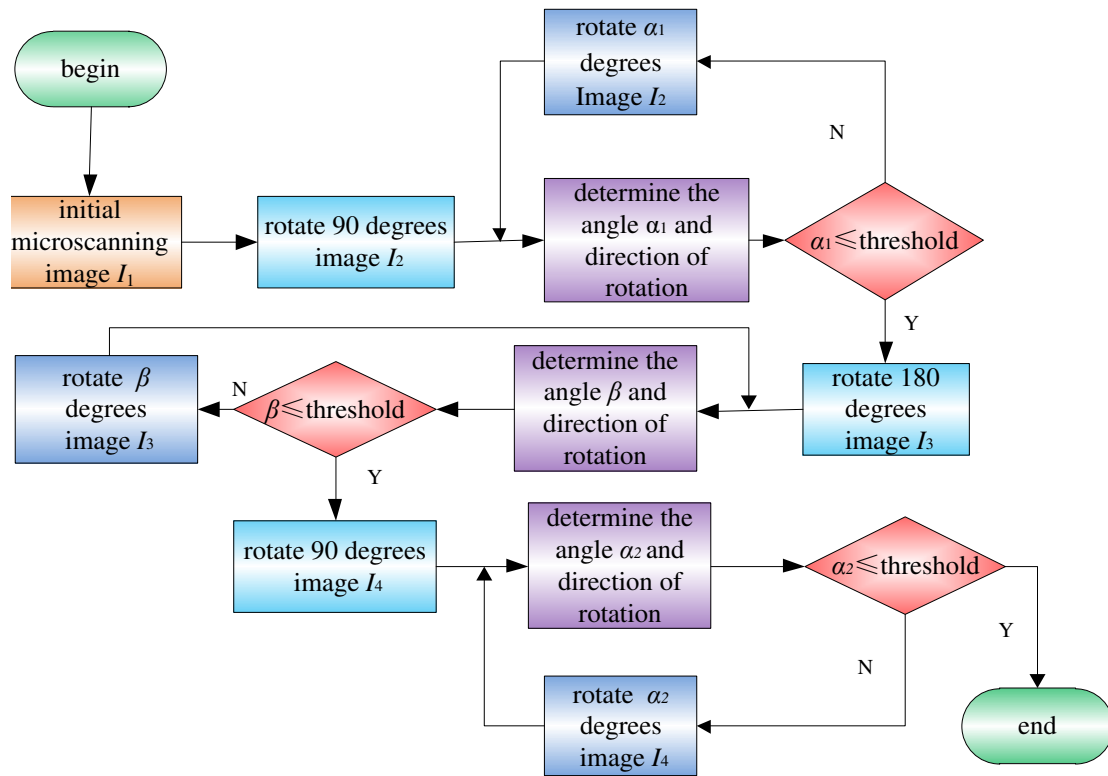 begin
rotate α1
degrees
Image I2
N
initial
microscanning
image I1
rotate 90 degrees
image I2
determine the
angle α1 and
direction of
rotation
α1≤threshold
Y
rotate β
degrees
image I3
N
β≤threshold
determine the
angle β and
direction of
rotation
rotate 180
degrees
image I3
Y
rotate 90 degrees
image I4
determine the
angle α2 and
direction of
rotation
α2≤threshold
Y
N
rotate α2
degrees
image I4
end